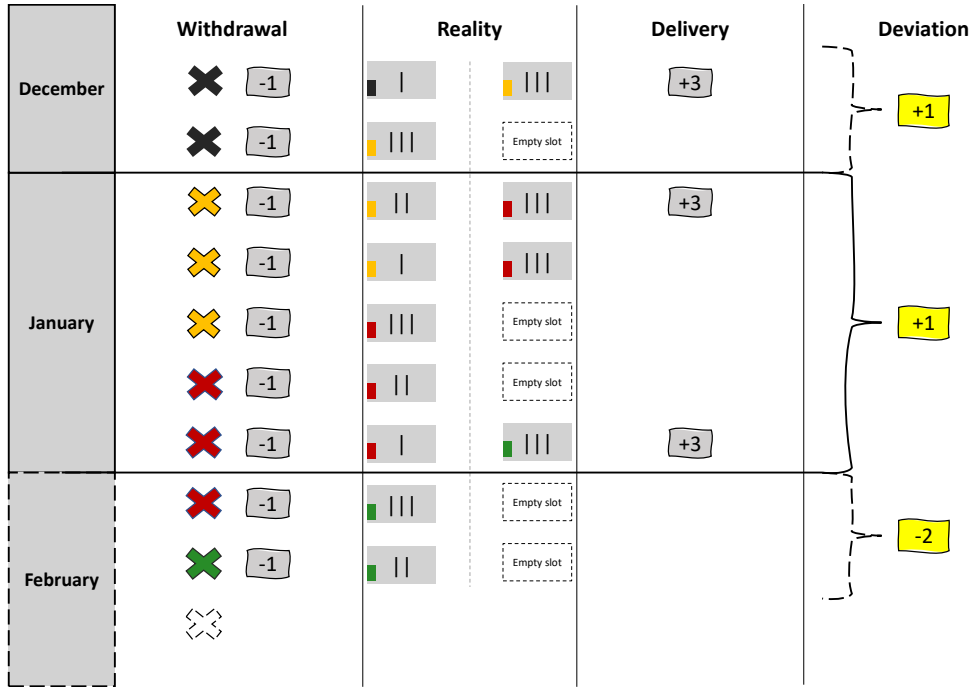 Withdrawal Reality Delivery Deviation
December
-1 | ||| +3
+1
-1 ||| Empty slot
-1 || ||| +3
-1 | |||
January
-1 ||| Empty slot
+1
-1 || Empty slot
-1 | ||| +3
-1 ||| Empty slot
-2
February
-1 || Empty slot